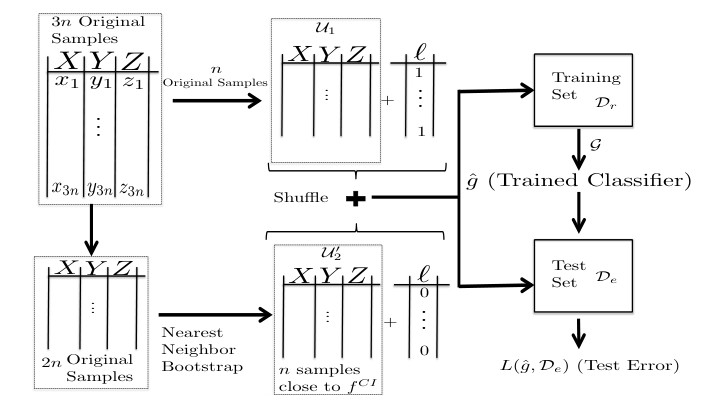 3n Original
Samples
X Y Z
x₁ y₁ z₁
⋮
x₃ₙ y₃ₙ z₃ₙ
n
Original Samples
𝒰₁
X Y Z
⋮
+
ℓ
1
⋮
1
Shuffle
+
Training
Set 𝒟ᵣ
𝒢
ĝ (Trained Classifier)
Test
Set 𝒟ₑ
L(ĝ, 𝒟ₑ) (Test Error)
X Y Z
⋮
2n Original
Samples
Nearest
Neighbor
Bootstrap
𝒰₂′
X Y Z
⋮
n samples
close to f^{CI}
+
ℓ
0
⋮
0